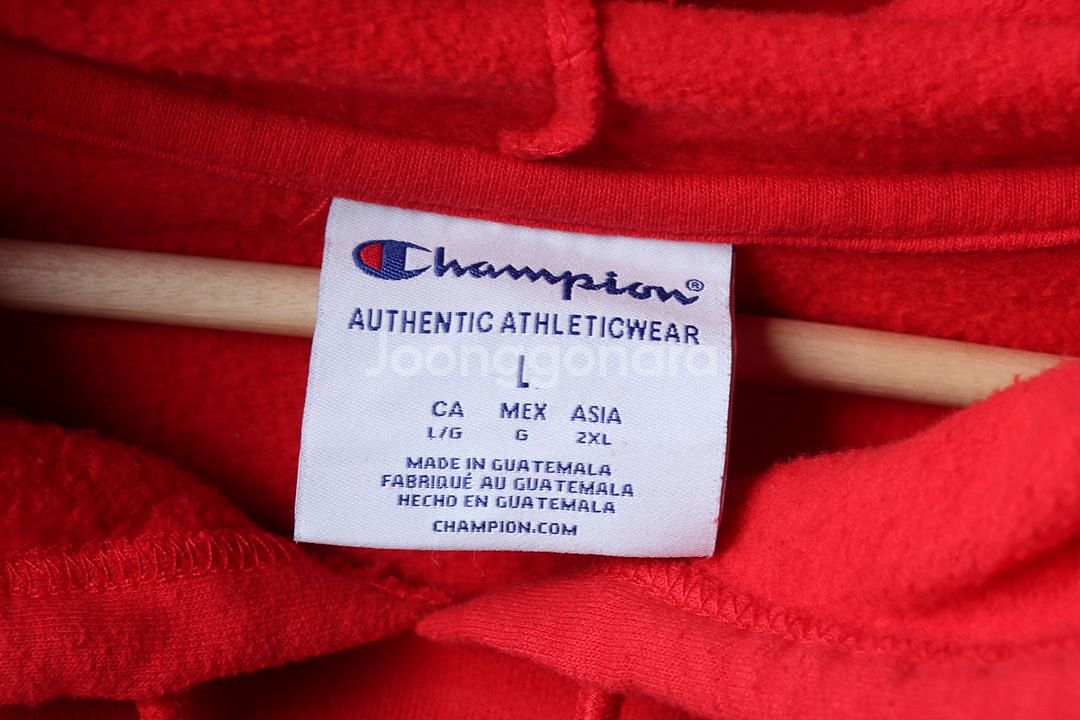 Champion®
AUTHENTIC ATHLETICWEAR
Joonggonara
L
CA MEX ASIA
L/G G 2XL
MADE IN GUATEMALA
FABRIQUÉ AU GUATEMALA
HECHO EN GUATEMALA
CHAMPION.COM